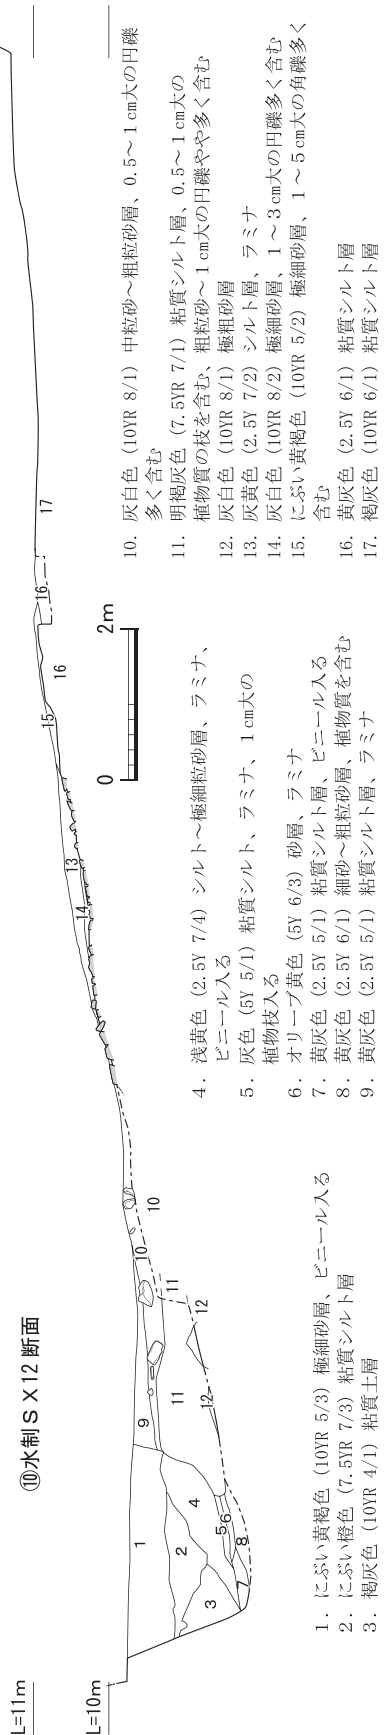 ⑩水制ＳＸ12 断面
L=11m
L=10m
1
2
3
4
5
6
7
8
9
10
10
11
11
12
12
13
14
15
16
16
17
0
2m
1. にぶい黄褐色 (10YR 5/3) 極細砂層、ビニール入る
2. にぶい橙色 (7.5YR 7/3) 粘質シルト層
3. 褐灰色 (10YR 4/1) 粘質土層
4. 浅黄色 (2.5Y 7/4) シルト～極細粒砂層、ラミナ、
ビニール入る
5. 灰色 (5Y 5/1) 粘質シルト、ラミナ、1cm大の
植物枝入る
6. オリーブ黄色 (5Y 6/3) 砂層、ラミナ
7. 黄灰色 (2.5Y 5/1) 粘質シルト層、ビニール入る
8. 黄灰色 (2.5Y 6/1) 細砂～粗粒砂層、植物質を含む
9. 黄灰色 (2.5Y 5/1) 粘質シルト層、ラミナ
10. 灰白色 (10YR 8/1) 中粒砂～粗粒砂層、0.5～1cm大の円礫
多く含む
11. 明褐灰色 (7.5YR 7/1) 粘質シルト層、0.5～1cm大の
植物質の枝を含む、粗粒砂～1cm大の円礫やや多く含む
12. 灰白色 (10YR 8/1) 極粗砂層
13. 灰黄色 (2.5Y 7/2) シルト層、ラミナ
14. 灰白色 (10YR 8/2) 極細砂層、1～3cm大の円礫多く含む
15. にぶい黄褐色 (10YR 5/2) 極細砂層、1～5cm大の角礫多く
含む
16. 黄灰色 (2.5Y 6/1) 粘質シルト層
17. 褐灰色 (10YR 6/1) 粘質シルト層